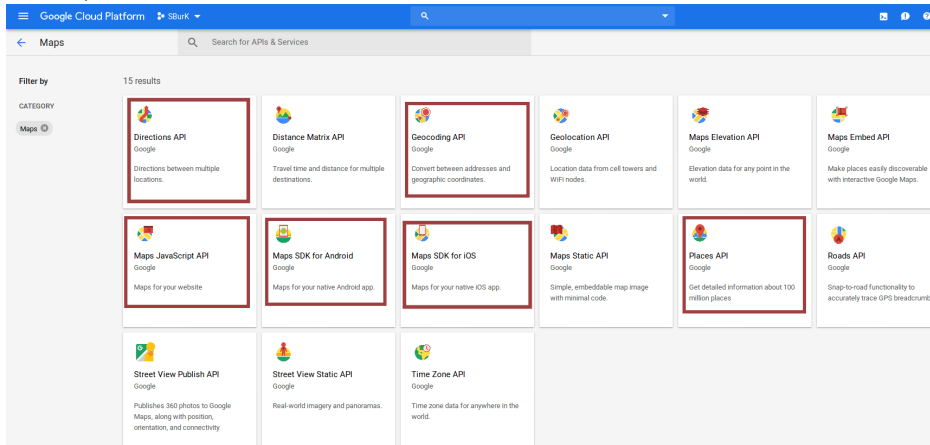 Google Cloud Platform SBurK
Maps Search for APIs & Services
Filter by
15 results
CATEGORY
Maps
Directions API
Google
Directions between multiple
locations.
Distance Matrix API
Google
Travel time and distance for multiple
destinations.
Geocoding API
Google
Convert between addresses and
geographic coordinates.
Geolocation API
Google
Location data from cell towers and
WiFi nodes.
Maps Elevation API
Google
Elevation data for any point in the
world.
Maps Embed API
Google
Make places easily discoverable
with interactive Google Maps.
Maps JavaScript API
Google
Maps for your website
Maps SDK for Android
Google
Maps for your native Android app.
Maps SDK for iOS
Google
Maps for your native iOS app.
Maps Static API
Google
Simple, embeddable map image
with minimal code.
Places API
Google
Get detailed information about 100
million places
Roads API
Google
Snap-to-road functionality to
accurately trace GPS breadcrumb
Street View Publish API
Google
Publishes 360 photos to Google
Maps, along with position,
orientation, and connectivity
Street View Static API
Google
Real-world imagery and panoramas.
Time Zone API
Google
Time zone data for anywhere in the
world.